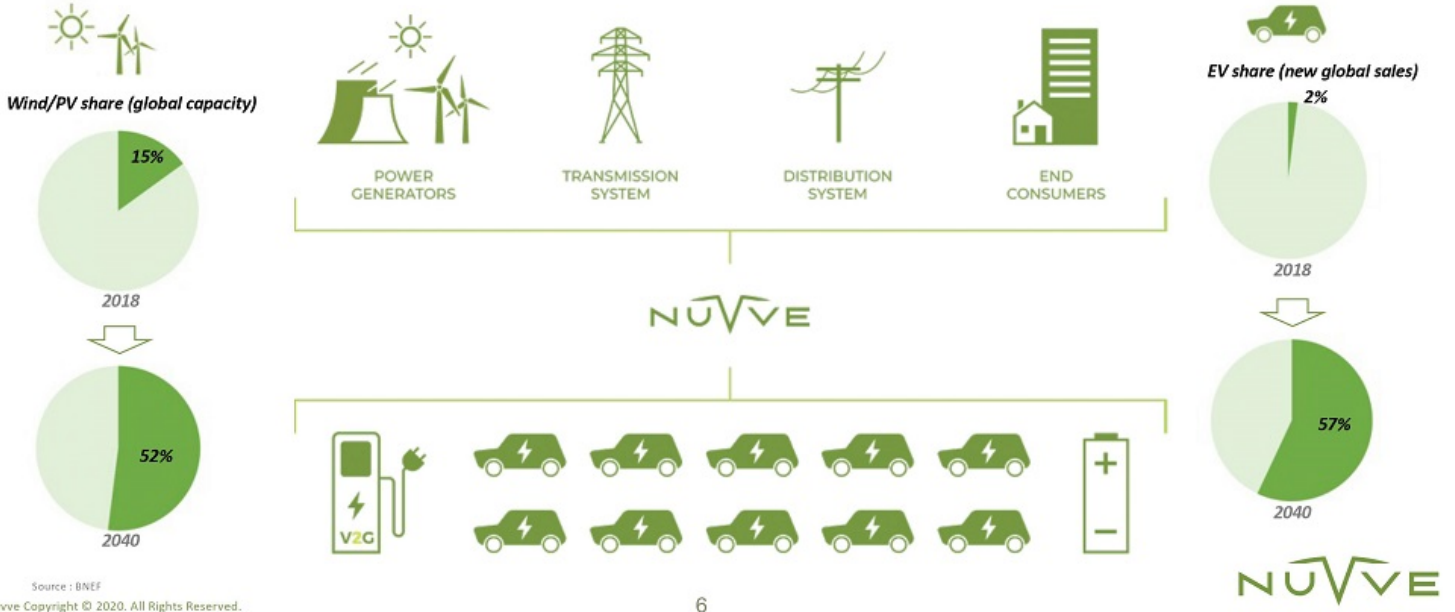 Wind/PV share (global capacity)
15%
2018
52%
2040
POWER
GENERATORS
TRANSMISSION
SYSTEM
DISTRIBUTION
SYSTEM
END
CONSUMERS
NUVVE
V2G
+
−
EV share (new global sales)
2%
2018
57%
2040
Source : BNEF
vve Copyright © 2020. All Rights Reserved.
6
NUVVE